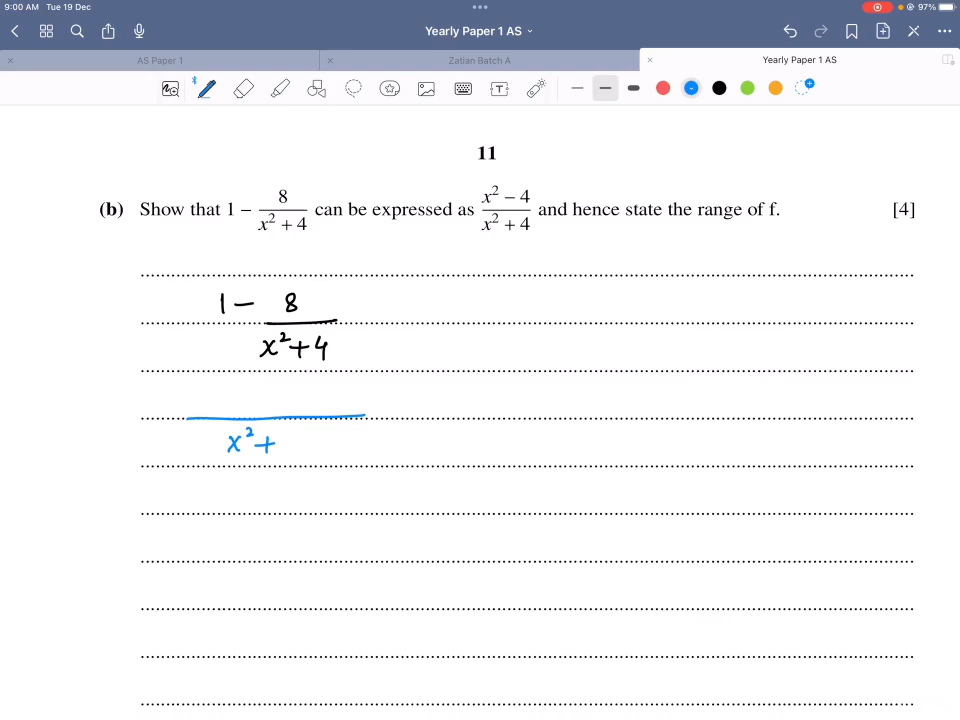 9:00 AM Tue 19 Dec
97%
Yearly Paper 1 AS
AS Paper 1
Zatian Batch A
Yearly Paper 1 AS
11
(b) Show that 1 − 8/(x² + 4) can be expressed as (x² − 4)/(x² + 4) and hence state the range of f. [4]
1 − 8
x² + 4
x² +